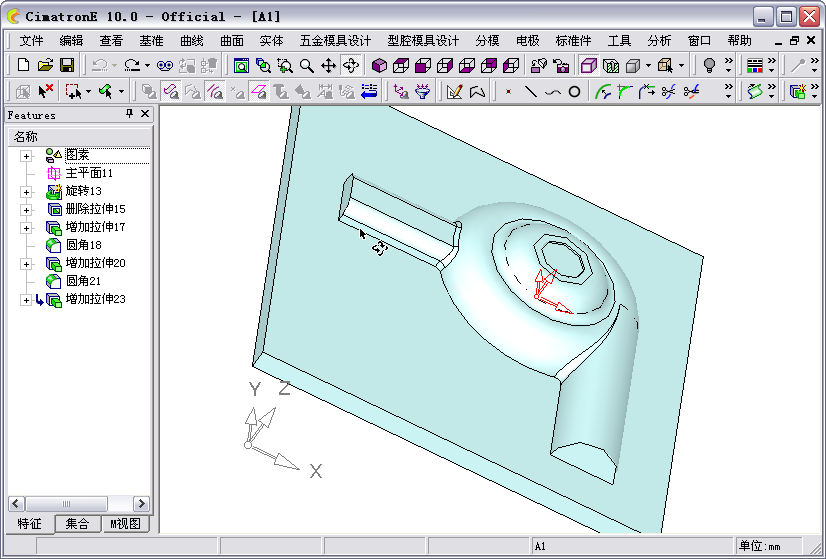 CimatronE 10.0 - Official - [A1]
文件 编辑 查看 基准 曲线 曲面 实体 五金模具设计 型腔模具设计 分模 电极 标准件 工具 分析 窗口 帮助
Features
名称
图素
主平面11
旋转13
删除拉伸15
增加拉伸17
圆角18
增加拉伸20
圆角21
增加拉伸23
Y Z
X
特征 集合 M视图
A1 单位:mm